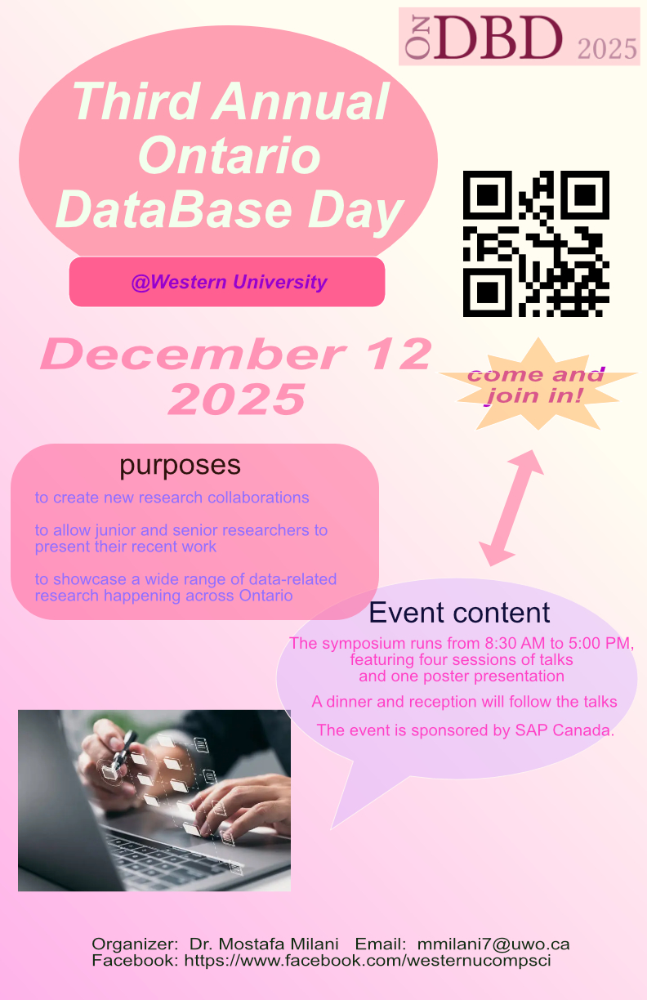 ON DBD 2025
Third Annual
Ontario
DataBase Day
@Western University
December 12
2025
come and
join in!
purposes
to create new research collaborations
to allow junior and senior researchers to
present their recent work
to showcase a wide range of data-related
research happening across Ontario
Event content
The symposium runs from 8:30 AM to 5:00 PM,
featuring four sessions of talks
and one poster presentation
A dinner and reception will follow the talks
The event is sponsored by SAP Canada.
Organizer: Dr. Mostafa Milani Email: mmilani7@uwo.ca
Facebook: https://www.facebook.com/westernucompsci